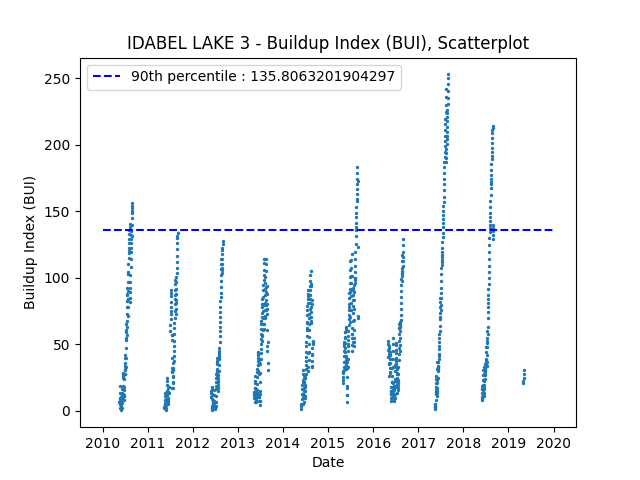 IDABEL LAKE 3 - Buildup Index (BUI), Scatterplot
90th percentile : 135.8063201904297
Buildup Index (BUI)
250
200
150
100
50
0
2010 2011 2012 2013 2014 2015 2016 2017 2018 2019 2020
Date